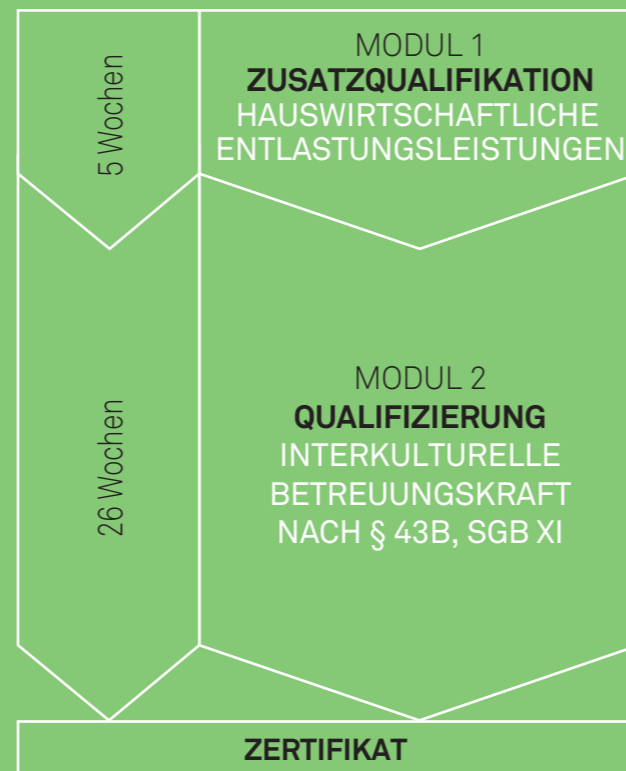 5 Wochen
MODUL 1
ZUSATZQUALIFIKATION
HAUSWIRTSCHAFTLICHE
ENTLASTUNGSLEISTUNGEN
26 Wochen
MODUL 2
QUALIFIZIERUNG
INTERKULTURELLE
BETREUUNGSKRAFT
NACH § 43B, SGB XI
ZERTIFIKAT